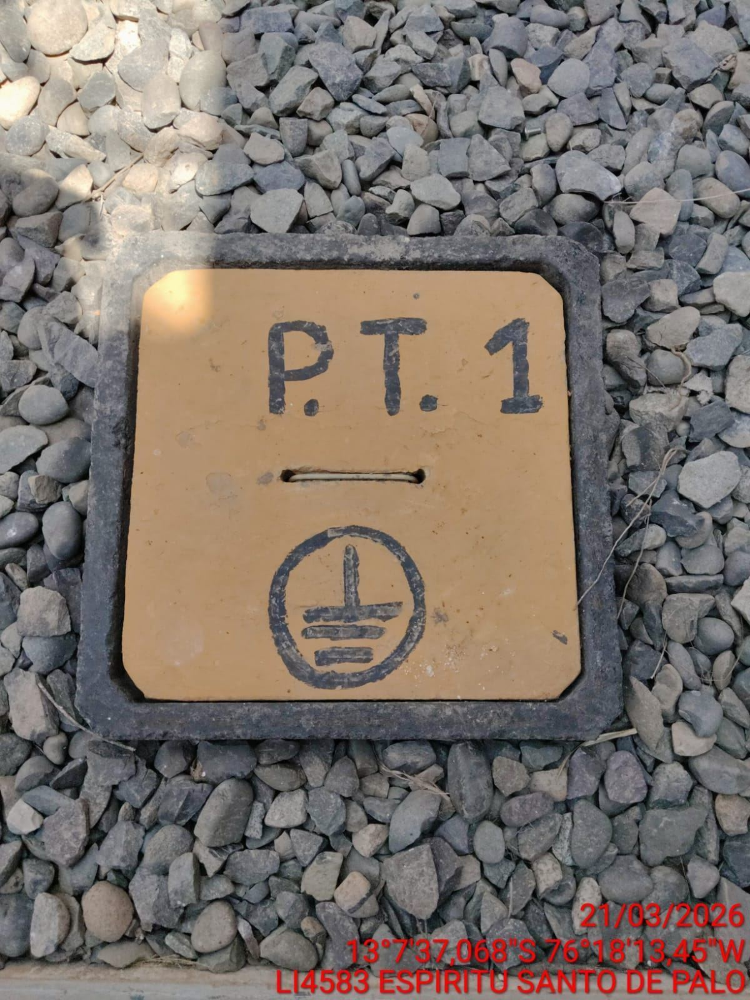 P.T. 1
21/03/2026
13°7'37,068"S 76°18'13,45"W
LI4583 ESPIRITU SANTO DE PALO